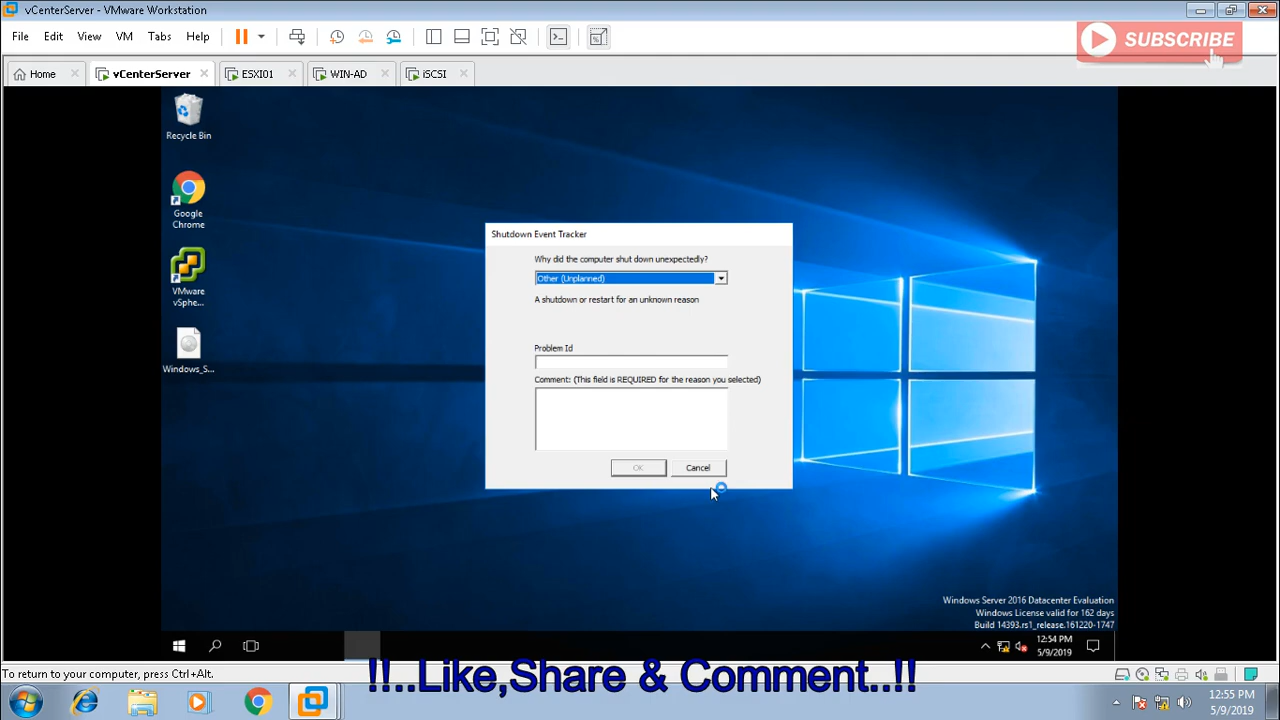 vCenterServer - VMware Workstation
File Edit View VM Tabs Help
SUBSCRIBE
Home vCenterServer ESXI01 WIN-AD iSCSI
Recycle Bin
Google
Chrome
VMware
vSphe...
Windows_S...
Shutdown Event Tracker
Why did the computer shut down unexpectedly?
Other (Unplanned)
A shutdown or restart for an unknown reason
Problem Id
Comment: (This field is REQUIRED for the reason you selected)
OK Cancel
Windows Server 2016 Datacenter Evaluation
Windows License valid for 162 days
Build 14393.rs1_release.161220-1747
12:54 PM
5/9/2019
To return to your computer, press Ctrl+Alt.
!!..Like,Share & Comment..!!
12:55 PM
5/9/2019